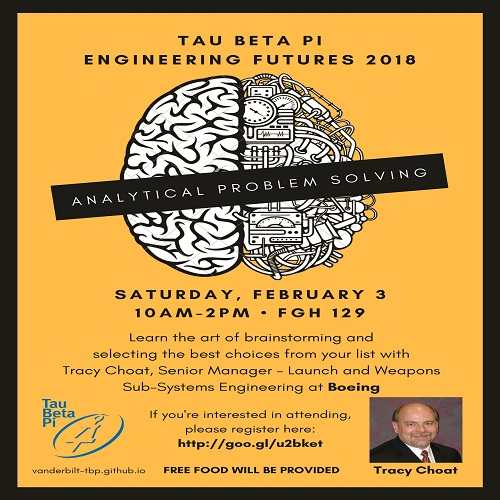 TAU BETA PI
ENGINEERING FUTURES 2018
ANALYTICAL PROBLEM SOLVING
SATURDAY, FEBRUARY 3
10AM-2PM • FGH 129
Learn the art of brainstorming and
selecting the best choices from your list with
Tracy Choat, Senior Manager - Launch and Weapons
Sub-Systems Engineering at Boeing
Tau
Beta
Pi
If you're interested in attending,
please register here:
http://goo.gl/u2bket
vanderbilt-tbp.github.io
FREE FOOD WILL BE PROVIDED
Tracy Choat